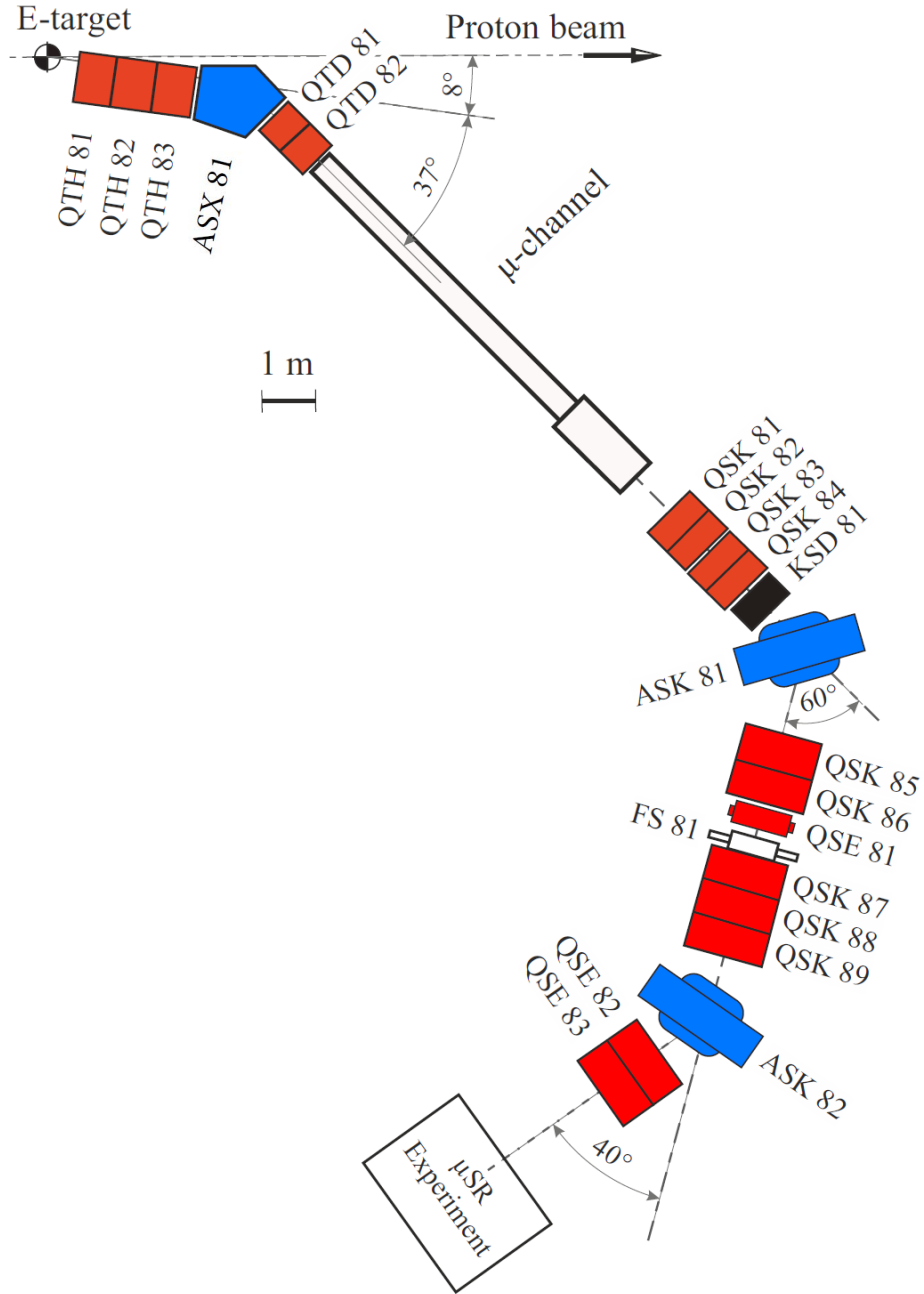 E-target
Proton beam
QTD 81
QTD 82
8°
QTH 81
QTH 82
QTH 83
ASX 81
37°
μ-channel
1 m
QSK 81
QSK 82
QSK 83
QSK 84
KSD 81
ASK 81
60°
QSK 85
QSK 86
QSE 81
FS 81
QSK 87
QSK 88
QSK 89
QSE 82
QSE 83
ASK 82
40°
μSR
Experiment